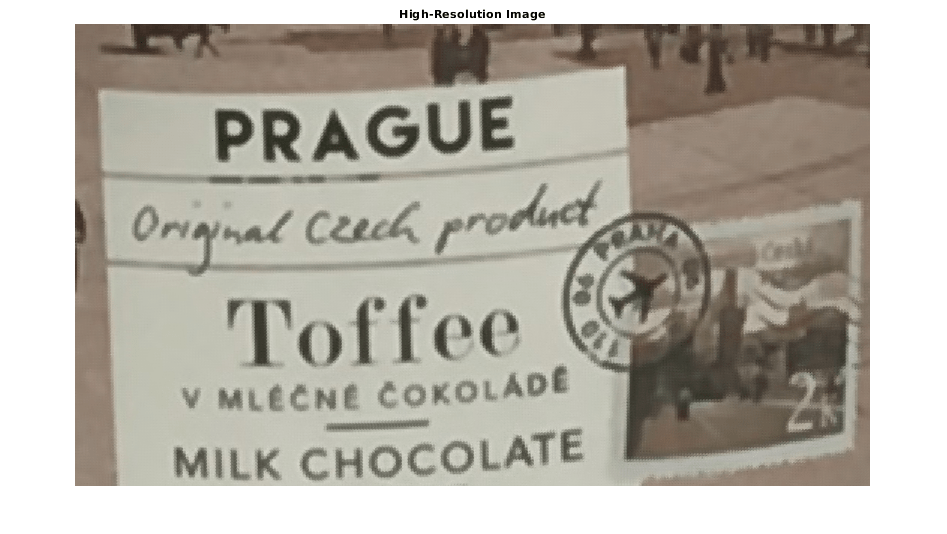 High-Resolution Image
PRAGUE
Original Czech product
PRAHA
Toffee
V MLÉČNÉ ČOKOLÁDĚ
MILK CHOCOLATE